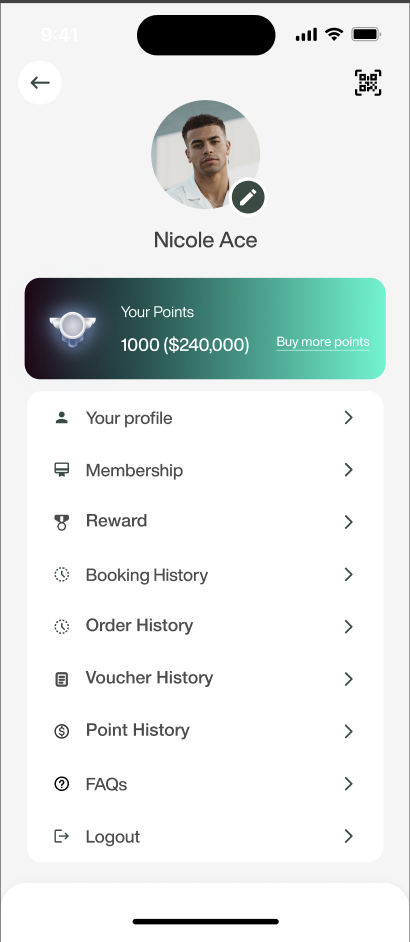 9:41
Nicole Ace
Your Points
1000 ($240,000)
Buy more points
Your profile
Membership
Reward
Booking History
Order History
Voucher History
Point History
FAQs
Logout